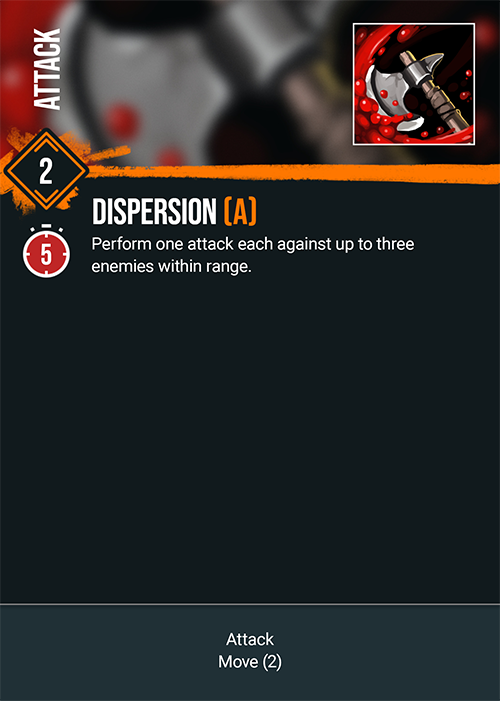 ATTACK
2
DISPERSION (A)
5
Perform one attack each against up to three
enemies within range.
Attack
Move (2)